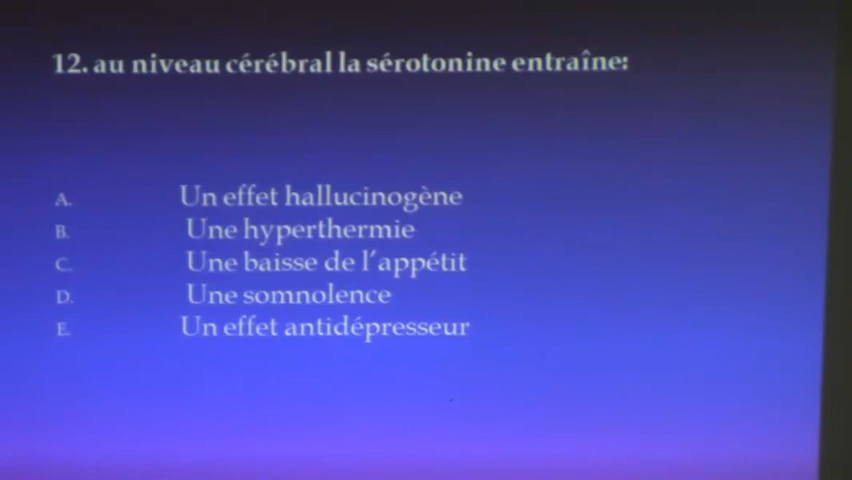 12. au niveau cérébral la sérotonine entraîne:
A. Un effet hallucinogène
B. Une hyperthermie
C. Une baisse de l'appétit
D. Une somnolence
E. Un effet antidépresseur